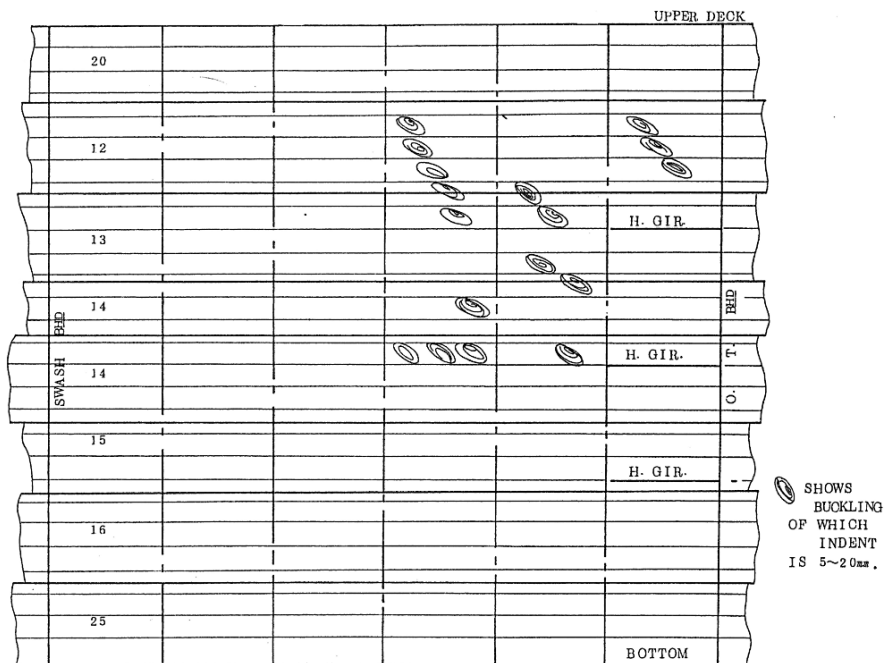 UPPER DECK
20
12
H. GIR.
13
14
BHD
SWASH BHD
H. GIR.
O. T.
14
15
H. GIR.
SHOWS
BUCKLING
OF WHICH
INDENT
IS 5~20mm.
16
25
BOTTOM